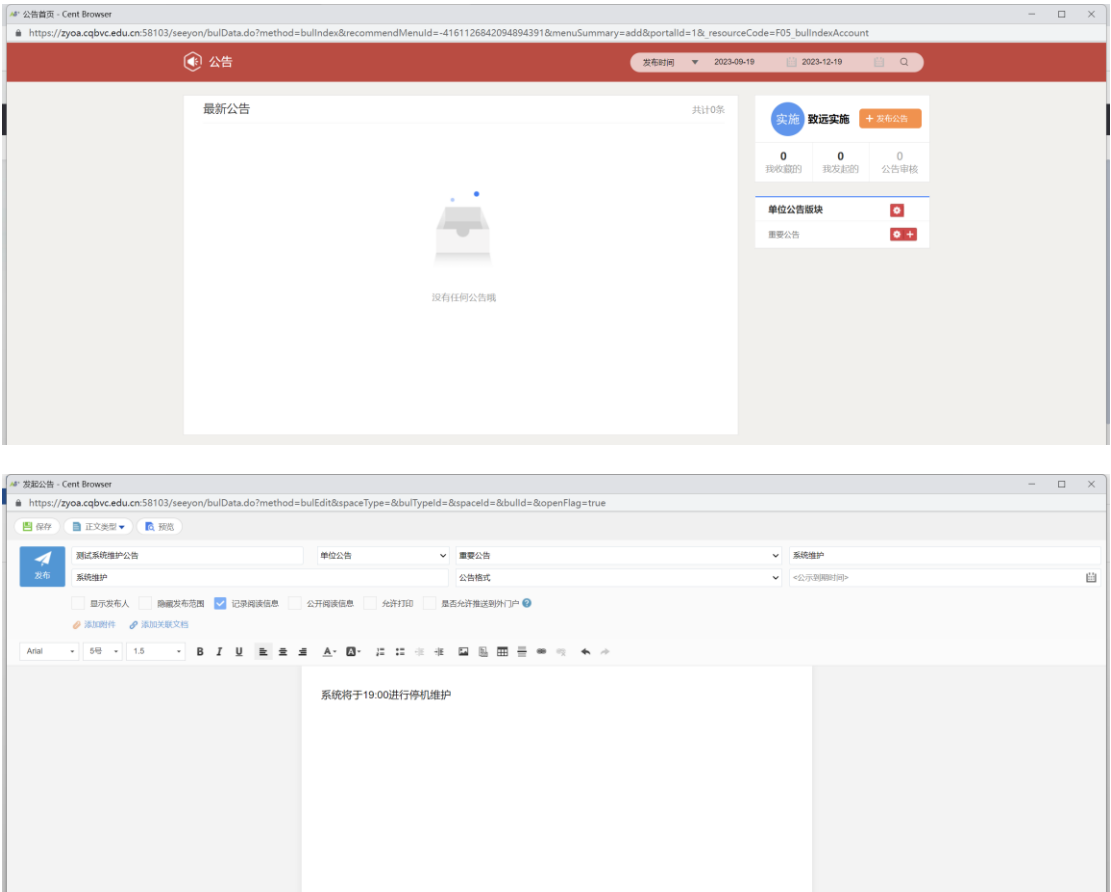 公告首页 - Cent Browser
https://zyoa.cqbvc.edu.cn:58103/seeyon/bulData.do?method=bulIndex&recommendMenuId=-4161126842094894391&menuSummary=add&portalId=1&_resourceCode=F05_bulIndexAccount
公告
发布时间 2023-09-19 2023-12-19
最新公告 共计0条
实施 致远实施 + 发布公告
0 0 0
我收藏的 我发起的 公告审核
单位公告版块
重要公告
没有任何公告哦
发起公告 - Cent Browser
https://zyoa.cqbvc.edu.cn:58103/seeyon/bulData.do?method=bulEdit&spaceType=&bulTypeId=&spaceId=&bulId=&openFlag=true
保存 正文类型 预览
发布
测试系统维护公告 单位公告 重要公告 系统维护
系统维护 公告格式 <公示到期时间>
显示发布人 隐藏发布范围 记录阅读信息 公开阅读信息 允许打印 是否允许推送到外门户
添加附件 添加关联文档
Arial 5号 1.5 B I U A A
系统将于19:00进行停机维护